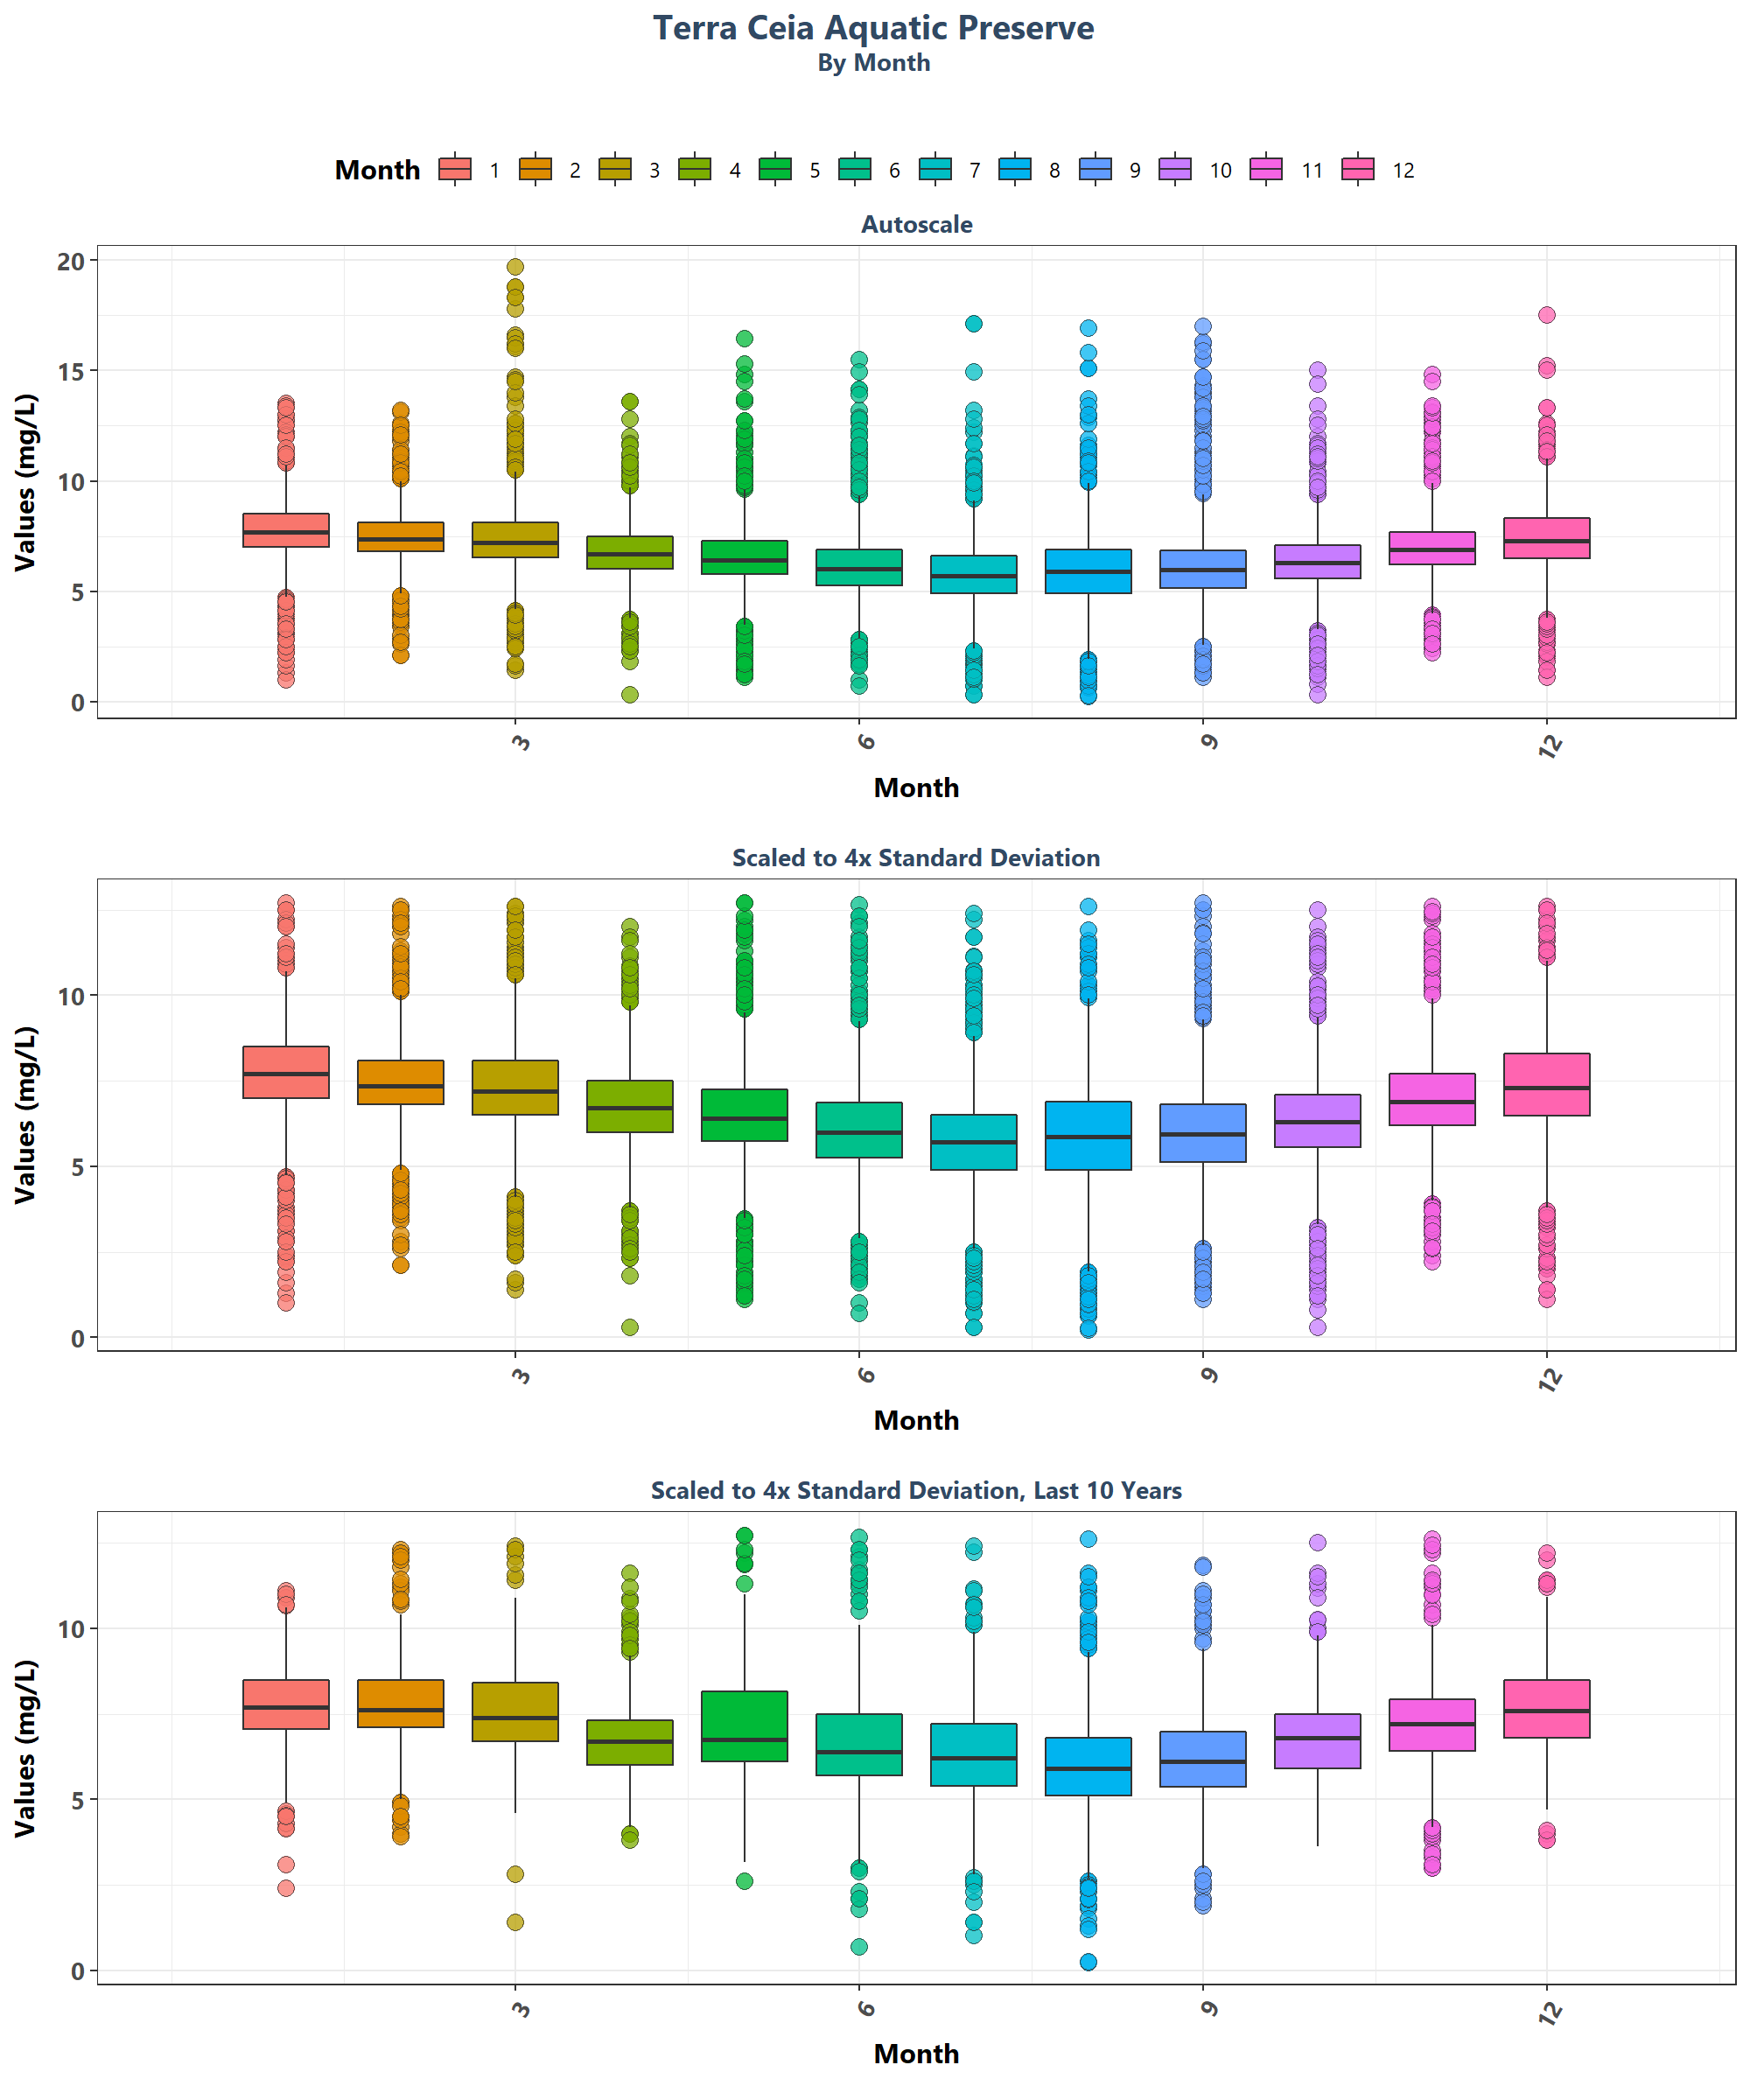 Terra Ceia Aquatic Preserve
By Month
Month 1 2 3 4 5 6 7 8 9 10 11 12
Autoscale
Values (mg/L)
20
15
10
5
0
3 6 9 12
Month
Scaled to 4x Standard Deviation
Values (mg/L)
10
5
0
3 6 9 12
Month
Scaled to 4x Standard Deviation, Last 10 Years
Values (mg/L)
10
5
0
3 6 9 12
Month